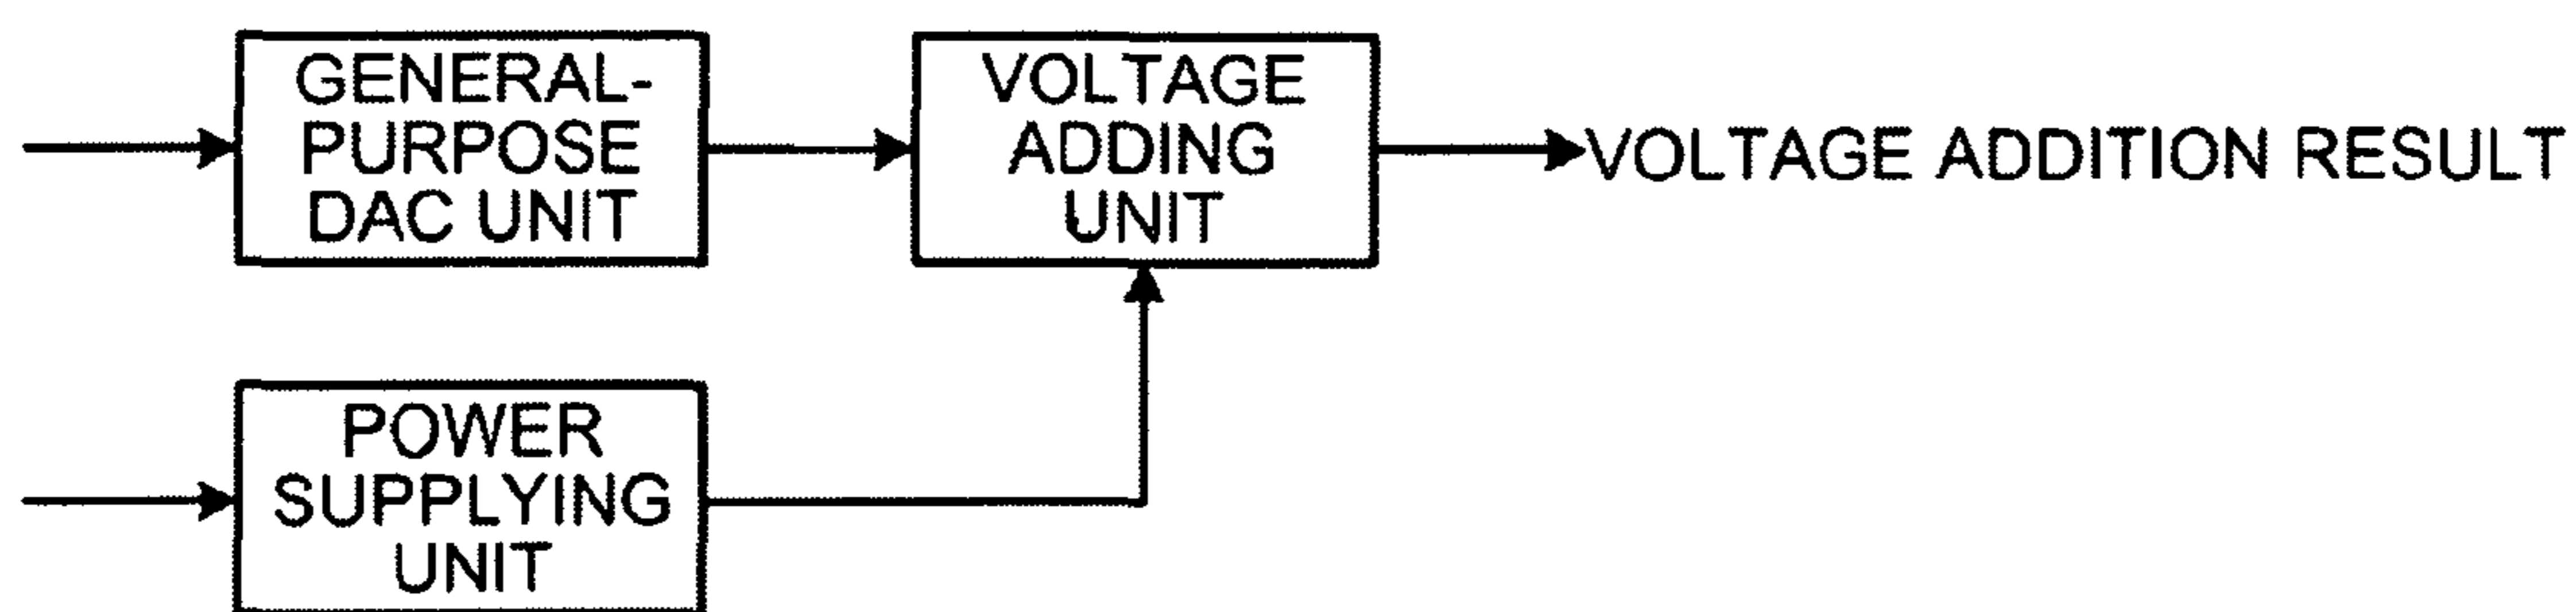 GENERAL-
PURPOSE
DAC UNIT
VOLTAGE
ADDING
UNIT
VOLTAGE ADDITION RESULT
POWER
SUPPLYING
UNIT